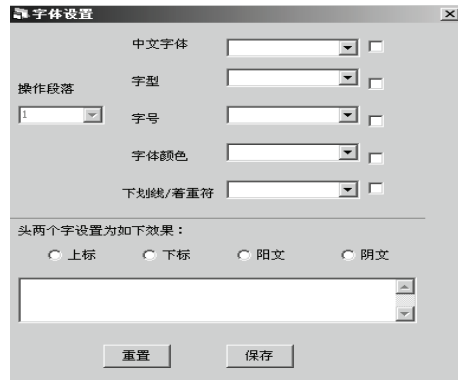 字体设置
中文字体
字型
操作段落
1
字号
字体颜色
下划线/着重符
头两个字设置为如下效果：
上标 下标 阳文 阴文
重置 保存